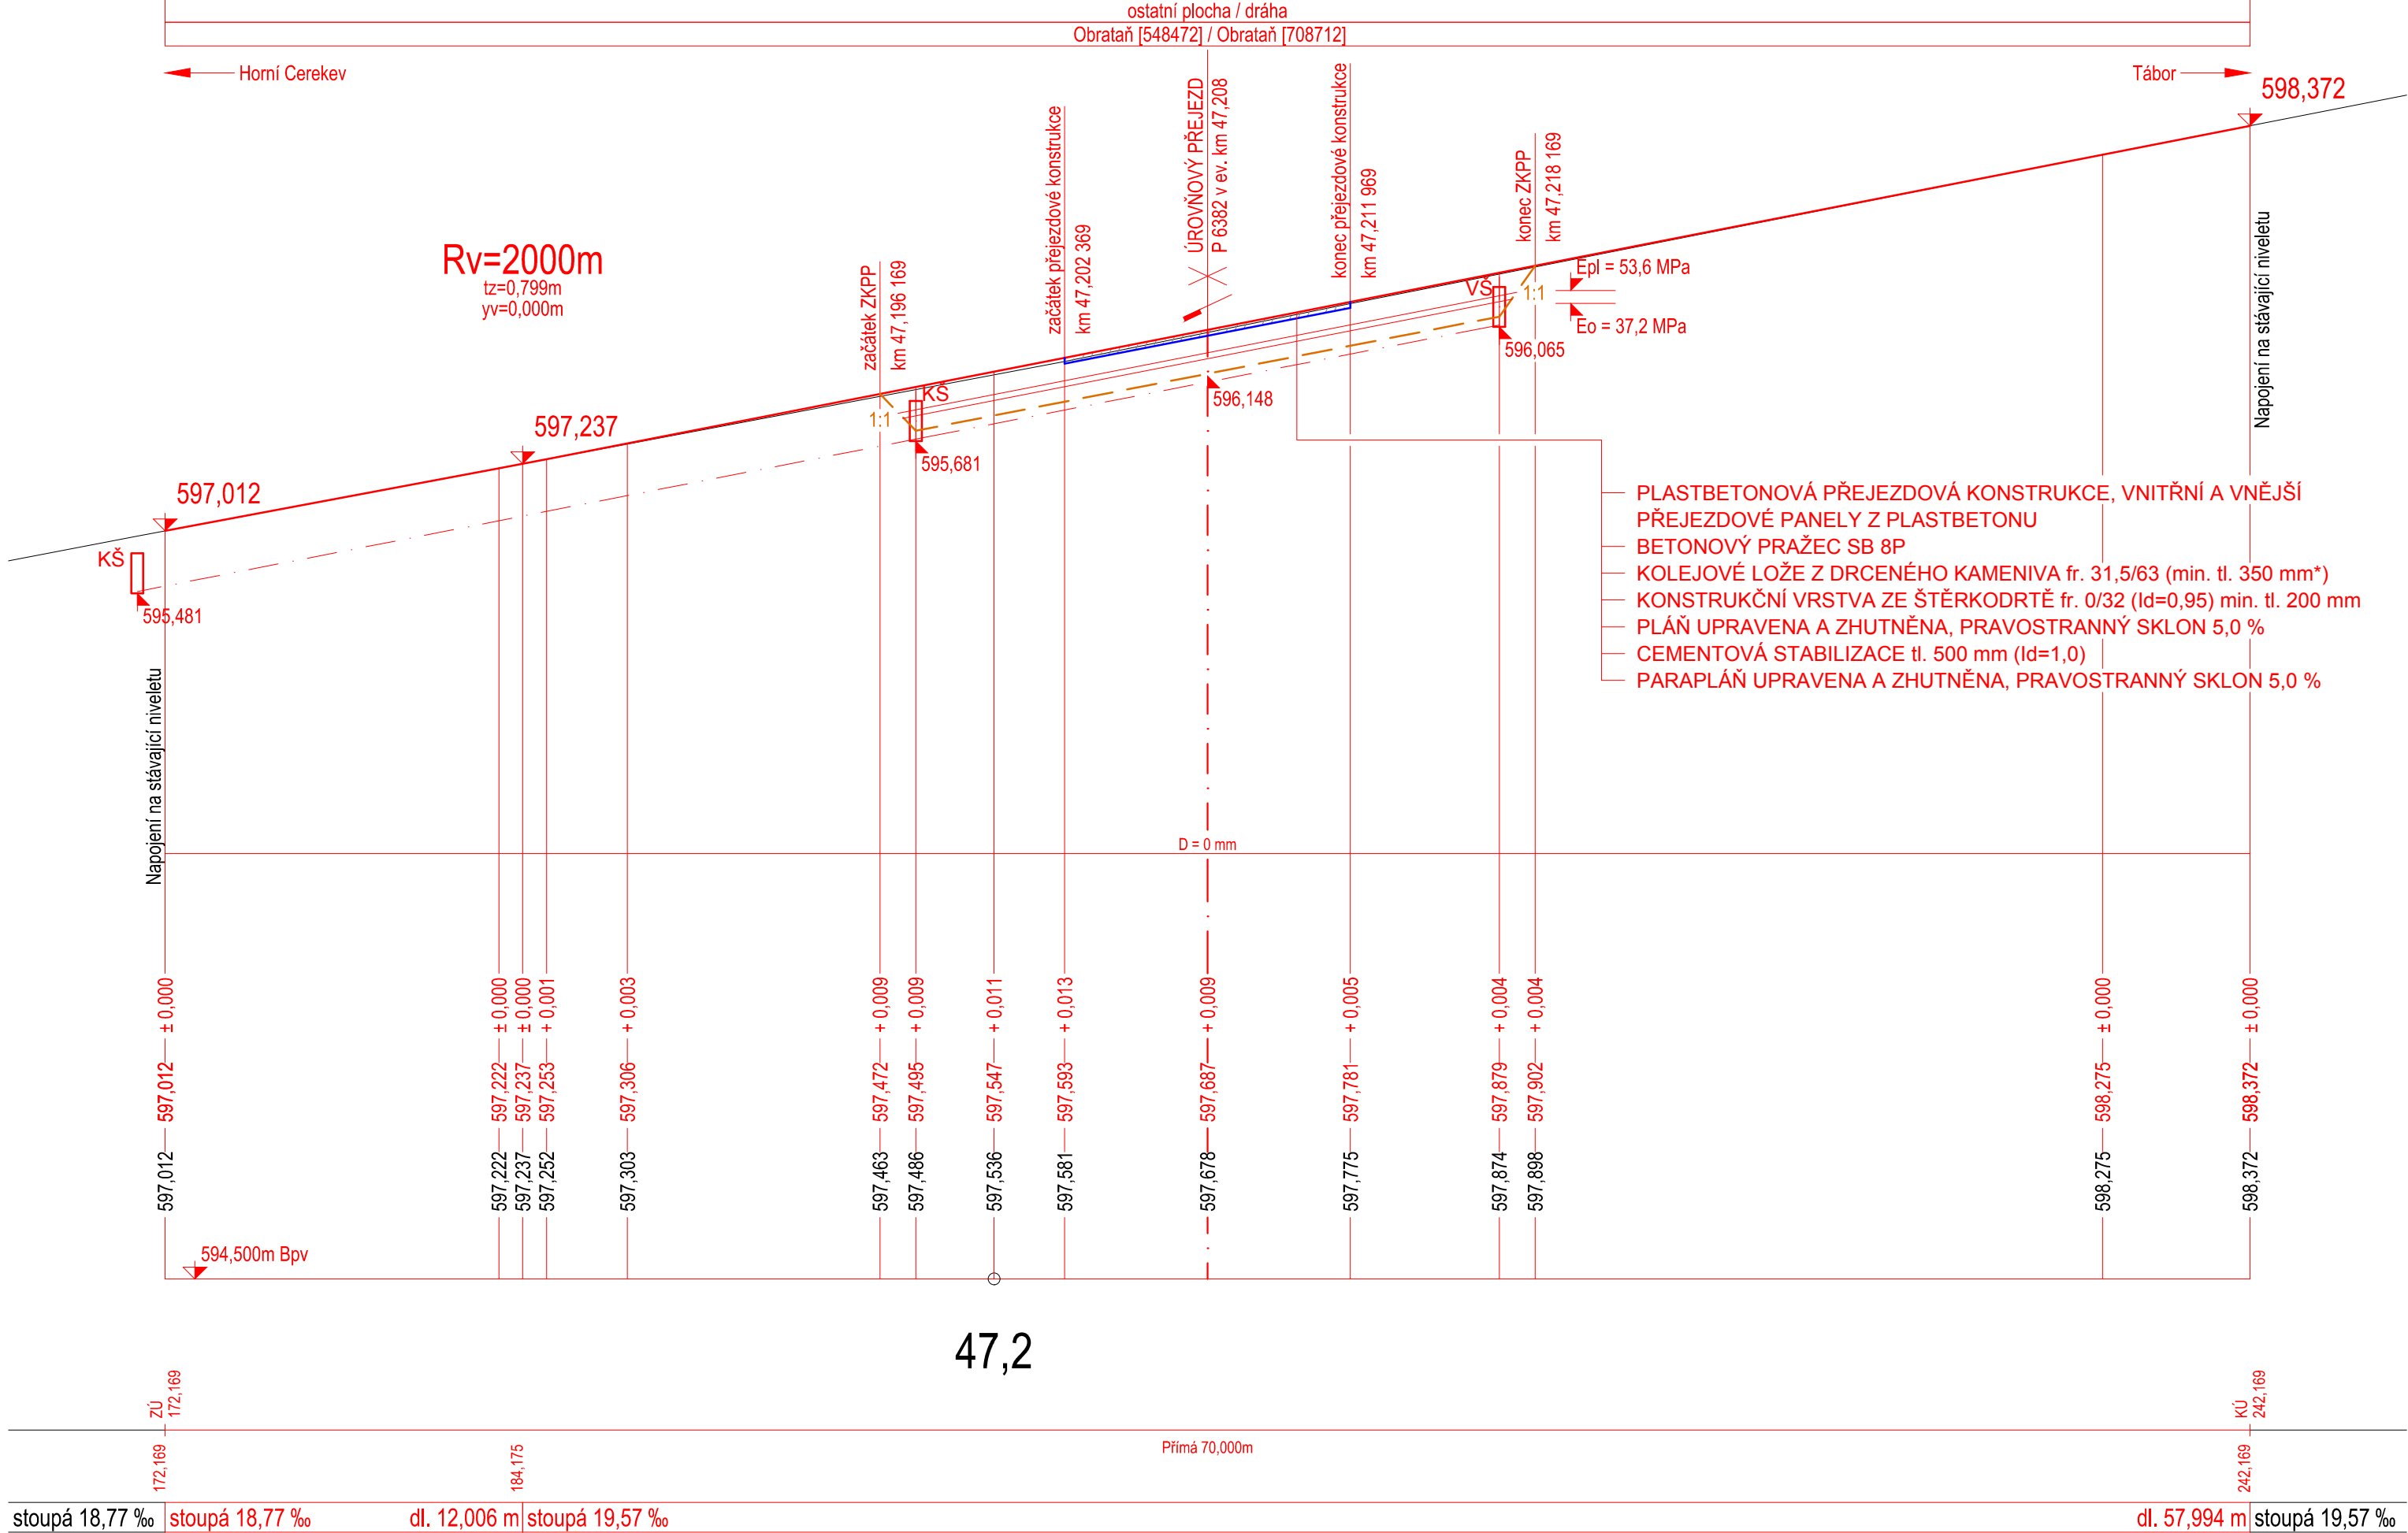 ostatní plocha / dráha
Obrataň [548472] / Obrataň [708712]
Horní Cerekev
Tábor
598,372
začátek přejezdové konstrukce
km 47,202 369
ÚROVŇOVÝ PŘEJEZD
P 6382 v ev. km 47,208
konec přejezdové konstrukce
km 47,211 969
konec ZKPP
km 47,218 169
Rv=2000m
tz=0,799m
yv=0,000m
začátek ZKPP
km 47,196 169
Epl = 53,6 MPa
VŠ
1:1
Eo = 37,2 MPa
596,065
Napojení na stávající niveletu
KŠ
1:1
596,148
597,237
595,681
597,012
KŠ
595,481
PLASTBETONOVÁ PŘEJEZDOVÁ KONSTRUKCE, VNITŘNÍ A VNĚJŠÍ
PŘEJEZDOVÉ PANELY Z PLASTBETONU
BETONOVÝ PRAŽEC SB 8P
KOLEJOVÉ LOŽE Z DRCENÉHO KAMENIVA fr. 31,5/63 (min. tl. 350 mm*)
KONSTRUKČNÍ VRSTVA ZE ŠTĚRKODRTĚ fr. 0/32 (Id=0,95) min. tl. 200 mm
PLÁŇ UPRAVENA A ZHUTNĚNA, PRAVOSTRANNÝ SKLON 5,0 %
CEMENTOVÁ STABILIZACE tl. 500 mm (Id=1,0)
PARAPLÁŇ UPRAVENA A ZHUTNĚNA, PRAVOSTRANNÝ SKLON 5,0 %
Napojení na stávající niveletu
D = 0 mm
± 0,000 ± 0,000 ± 0,000 + 0,001 + 0,003 + 0,009 + 0,009 + 0,011 + 0,013 + 0,009 + 0,005 + 0,004 + 0,004 ± 0,000 ± 0,000
597,012 597,222 597,237 597,253 597,306 597,472 597,495 597,547 597,593 597,687 597,781 597,879 597,902 598,275 598,372
597,012 597,222 597,237 597,252 597,303 597,463 597,486 597,536 597,581 597,678 597,775 597,874 597,898 598,275 598,372
594,500m Bpv
47,2
ZÚ
172,169
KÚ
242,169
Přímá 70,000m
172,169
184,175
242,169
stoupá 18,77 ‰ stoupá 18,77 ‰ dl. 12,006 m stoupá 19,57 ‰ dl. 57,994 m stoupá 19,57 ‰